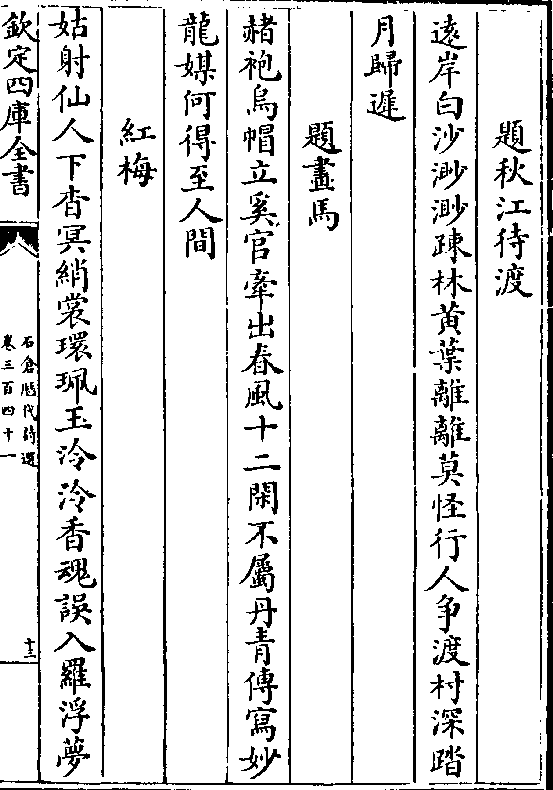 題秋江待渡
遠岸白沙渺渺踈林黄葉離離莫怪行人争渡村深踏
月歸遲
題畫馬
赭袍烏帽立奚官牽出春風十二閑不屬丹青傳寫妙
龍媒何得至人間
紅梅
姑射仙人下杳冥綃裳環珮玉泠泠香魂誤入羅浮夢
欽定四庫全書
石倉歴代詩選
卷三百四十一
十三